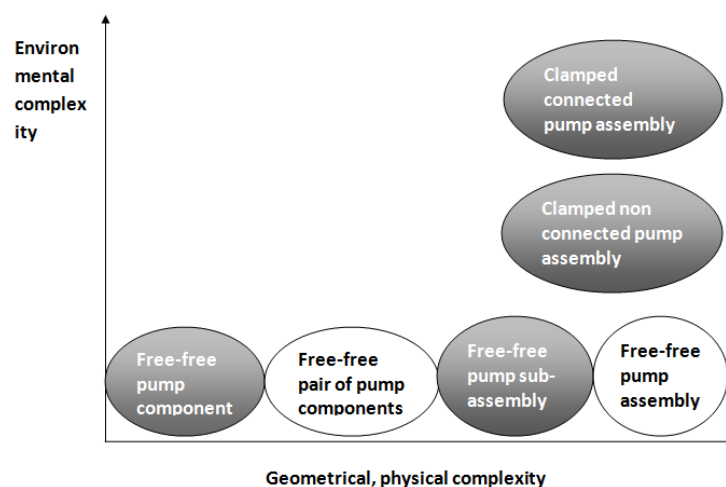 Environ
mental
complex
ity
Clamped
connected
pump assembly
Clamped non
connected pump
assembly
Free-free
pump
component
Free-free
pair of pump
components
Free-free
pump sub-
assembly
Free-free
pump
assembly
Geometrical, physical complexity